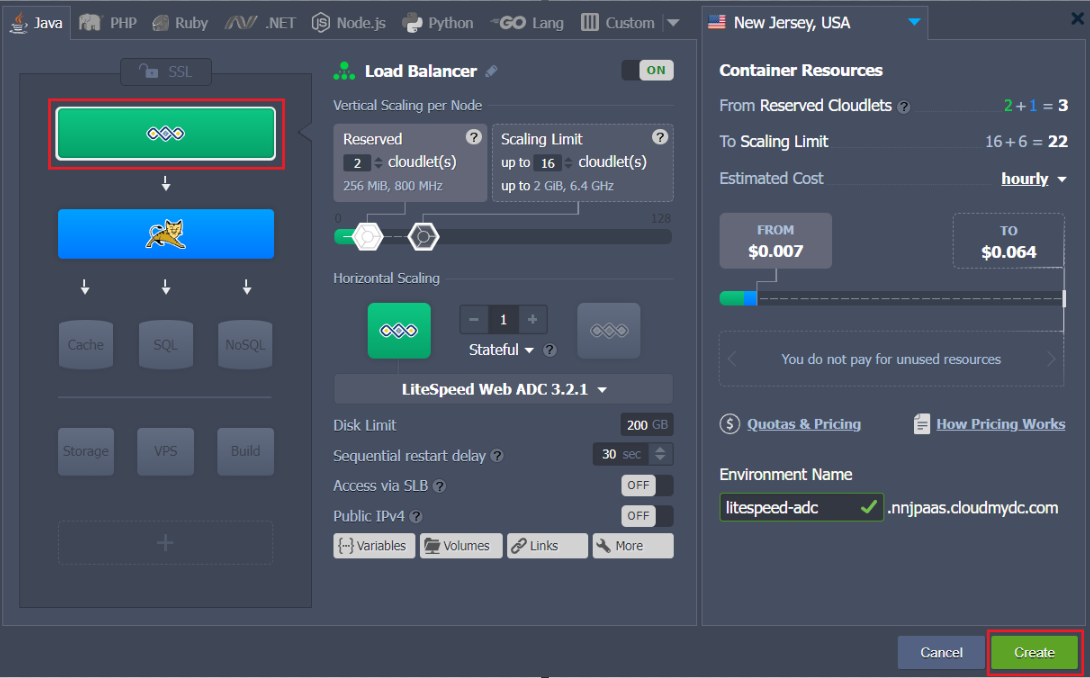 Java PHP Ruby .NET Node.js Python Lang Custom
SSL
Cache SQL NoSQL
Storage VPS Build
+
Load Balancer ON
Vertical Scaling per Node
Reserved ?
2 cloudlet(s)
256 MiB, 800 MHz
Scaling Limit ?
up to 16 cloudlet(s)
up to 2 GiB, 6.4 GHz
0 128
Horizontal Scaling
− 1 +
Stateful ?
LiteSpeed Web ADC 3.2.1
Disk Limit 200 GB
Sequential restart delay ? 30 sec
Access via SLB ? OFF
Public IPv4 ? OFF
Variables Volumes Links More
New Jersey, USA
Container Resources
From Reserved Cloudlets ? 2+1 = 3
To Scaling Limit 16+6 = 22
Estimated Cost hourly
FROM
$0.007
TO
$0.064
You do not pay for unused resources
$ Quotas & Pricing How Pricing Works
Environment Name
litespeed-adc .nnjpaas.cloudmydc.com
Cancel Create